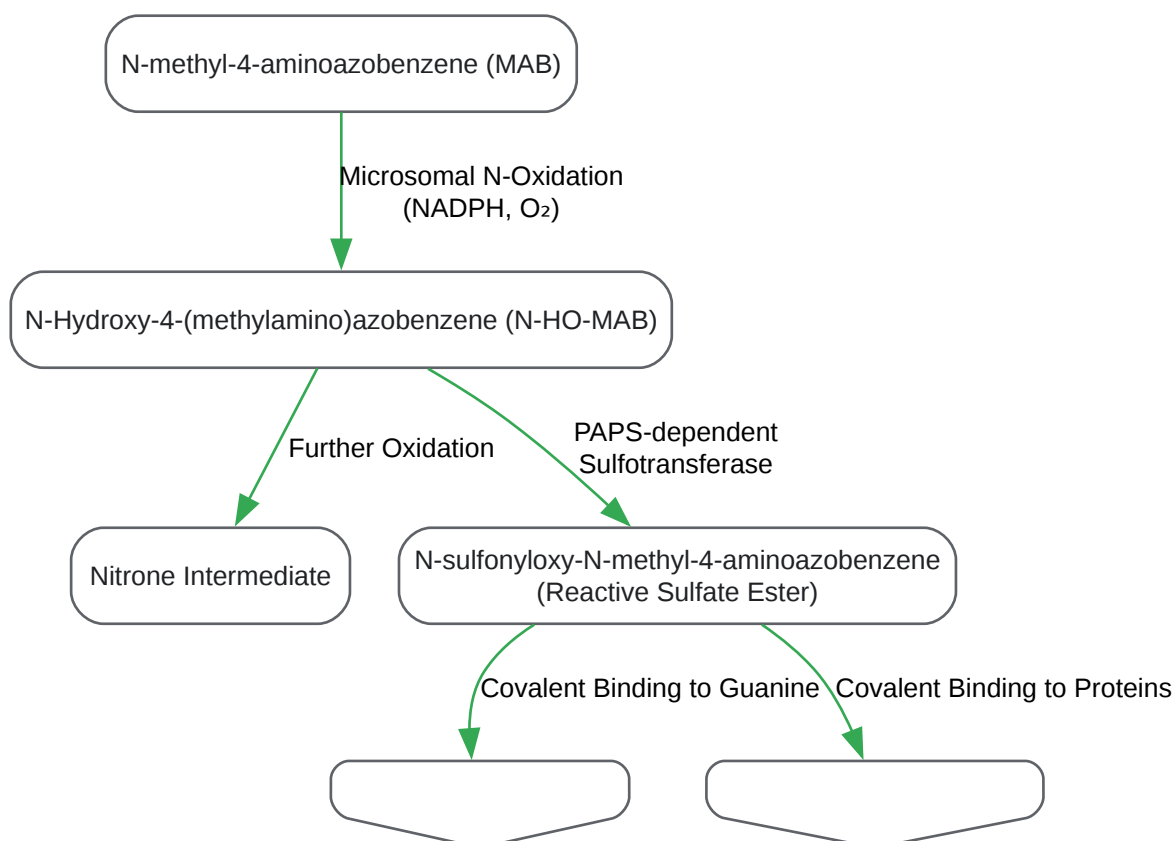 N-methyl-4-aminoazobenzene (MAB)
Microsomal N-Oxidation
(NADPH, O₂)
N-Hydroxy-4-(methylamino)azobenzene (N-HO-MAB)
Further Oxidation
PAPS-dependent
Sulfotransferase
Nitrone Intermediate
N-sulfonyloxy-N-methyl-4-aminoazobenzene
(Reactive Sulfate Ester)
Covalent Binding to Guanine
Covalent Binding to Proteins